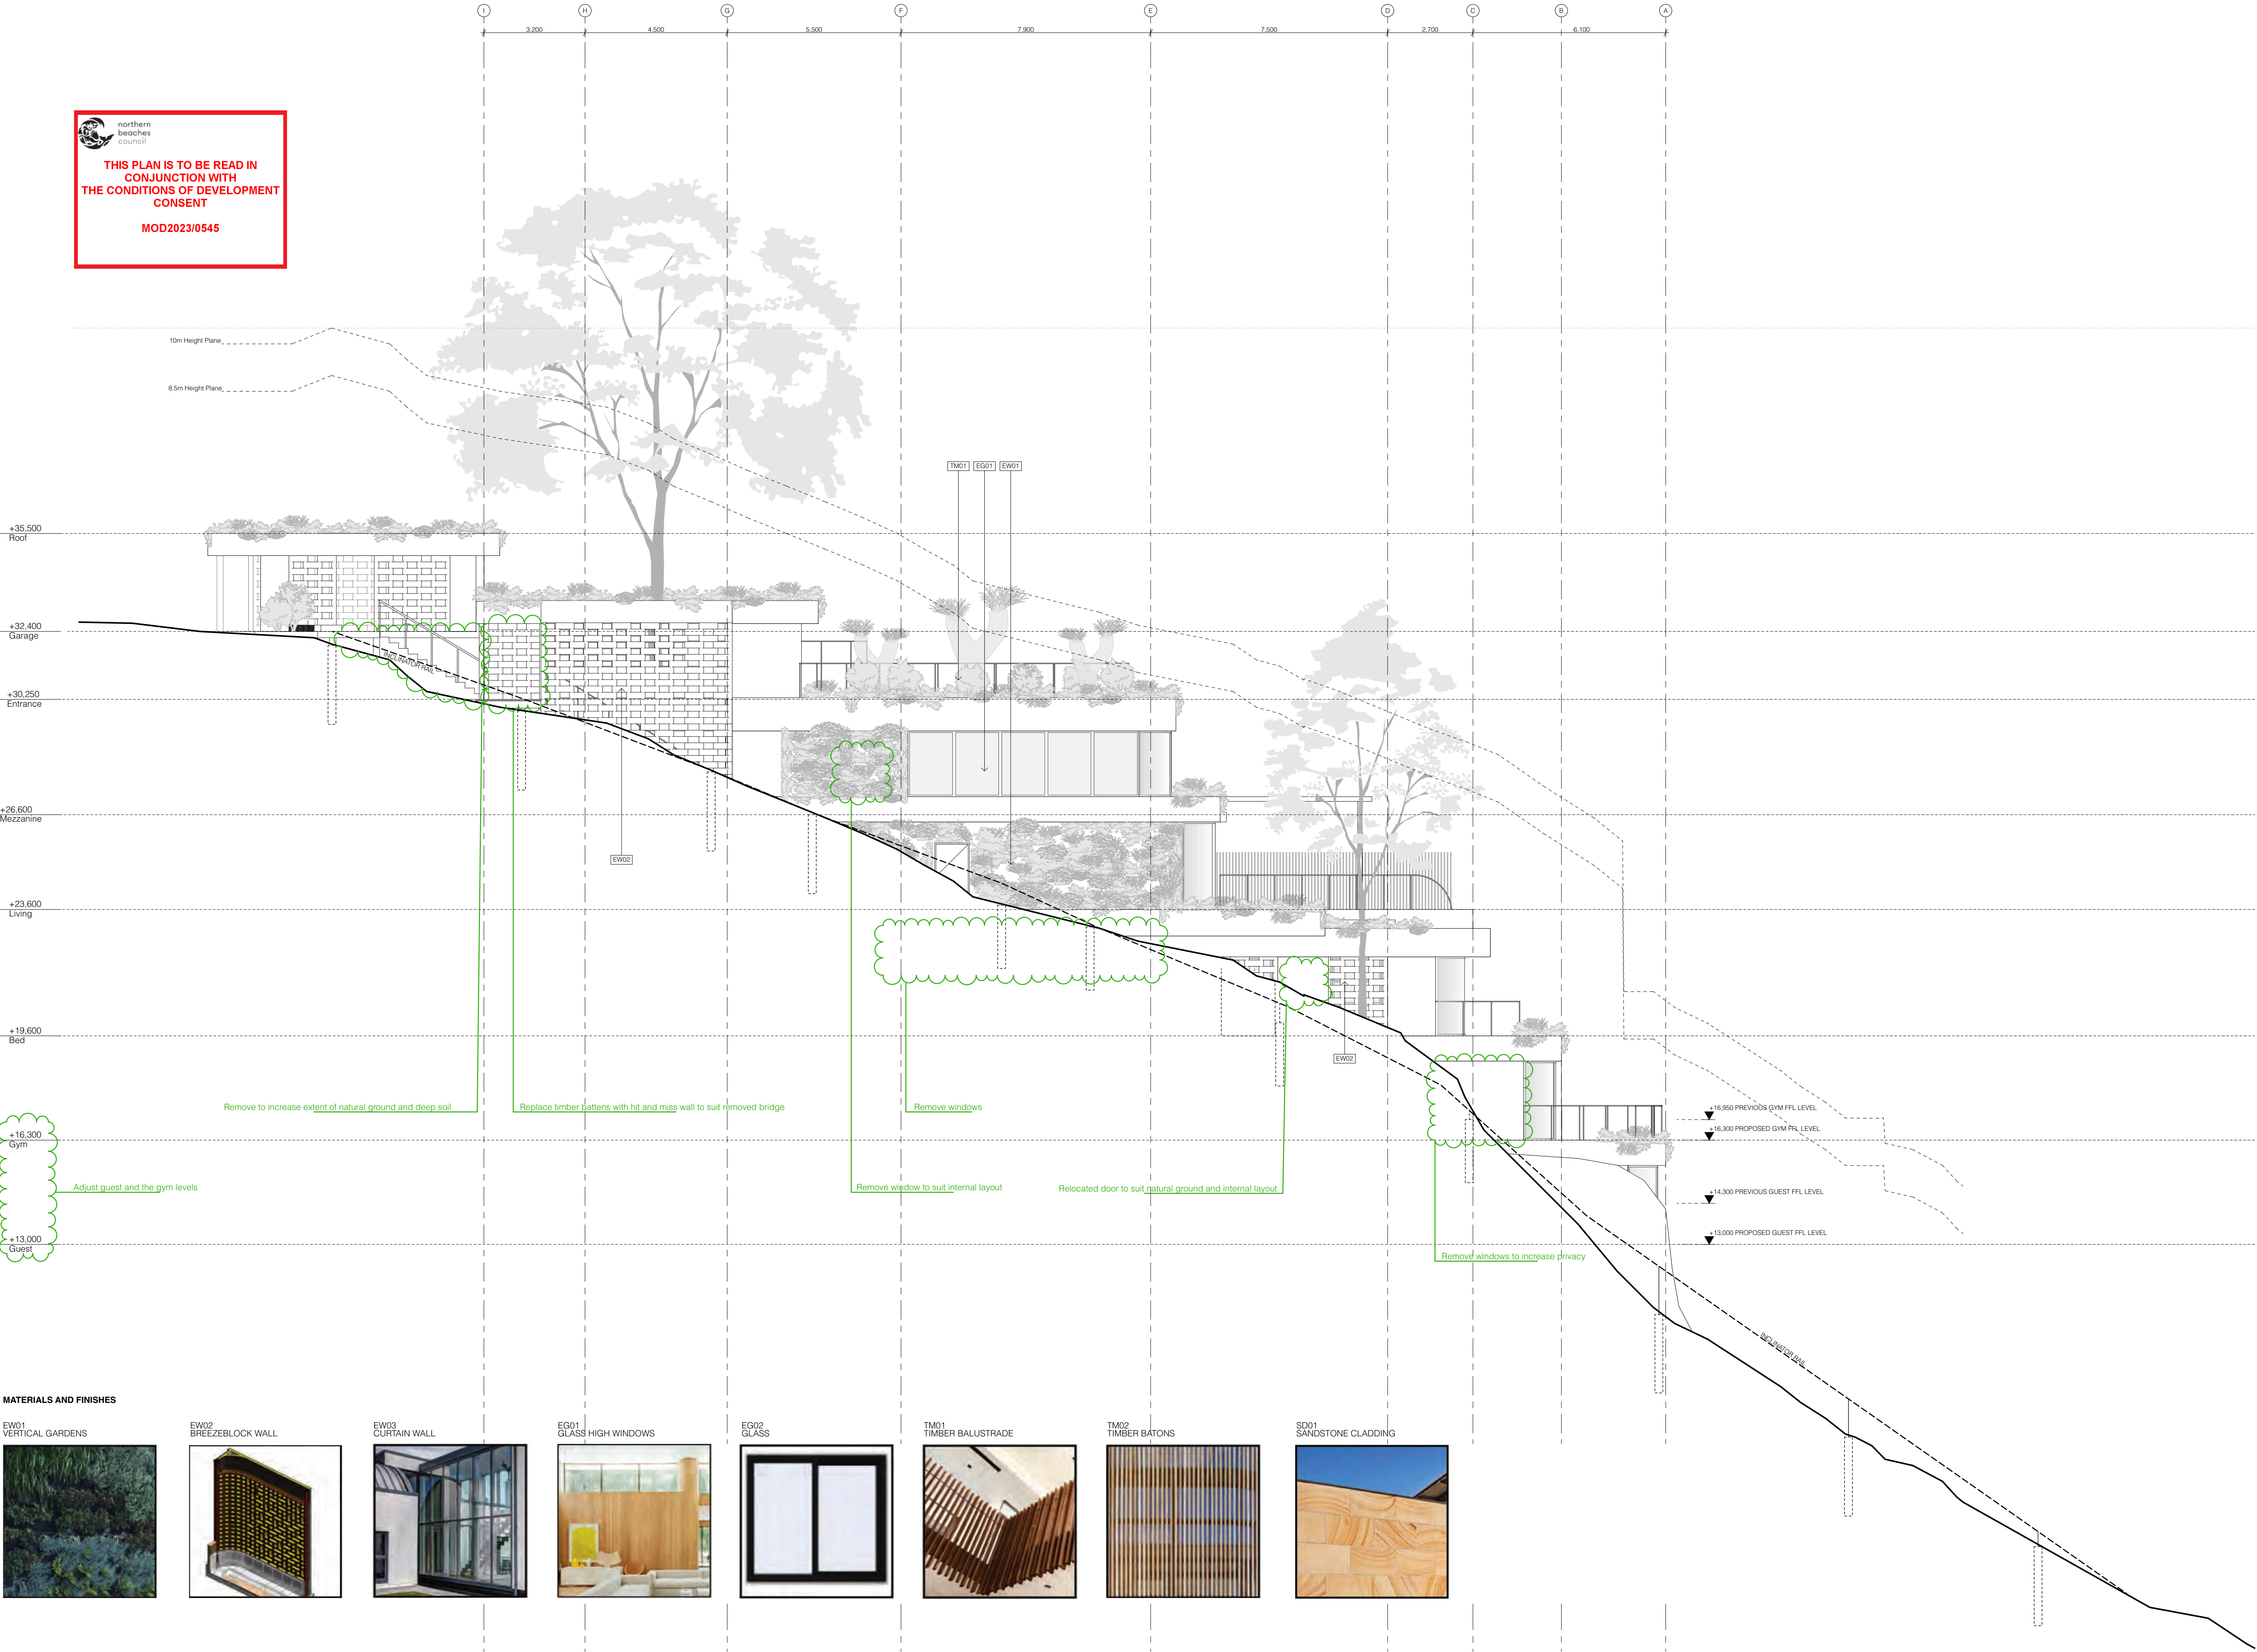 I
H
G
F
E
D
C
B
A
3,200
4,500
5,500
7,900
7,500
2,700
6,100
northern
beaches
council
THIS PLAN IS TO BE READ IN
CONJUNCTION WITH
THE CONDITIONS OF DEVELOPMENT
CONSENT
MOD2023/0545
10m Height Plane
8.5m Height Plane
TM01
EG01
EW01
+35,500
Roof
+32,400
Garage
INCLINATOR RAIL
+30,250
Entrance
+26,600
Mezzanine
EW02
+23,600
Living
+19,600
Bed
EW02
Remove to increase extent of natural ground and deep soil
Replace timber battens with hit and miss wall to suit removed bridge
Remove windows
+16,950 PREVIOUS GYM FFL LEVEL
+16,300 PROPOSED GYM FFL LEVEL
+16,300
Gym
Adjust guest and the gym levels
Remove window to suit internal layout
Relocated door to suit natural ground and internal layout
+14,300 PREVIOUS GUEST FFL LEVEL
+13,000 PROPOSED GUEST FFL LEVEL
+13,000
Guest
Remove windows to increase privacy
INCLINATOR RAIL
MATERIALS AND FINISHES
EW01
VERTICAL GARDENS
EW02
BREEZEBLOCK WALL
EW03
CURTAIN WALL
EG01
GLASS HIGH WINDOWS
EG02
GLASS
TM01
TIMBER BALUSTRADE
TM02
TIMBER BATONS
SD01
SANDSTONE CLADDING